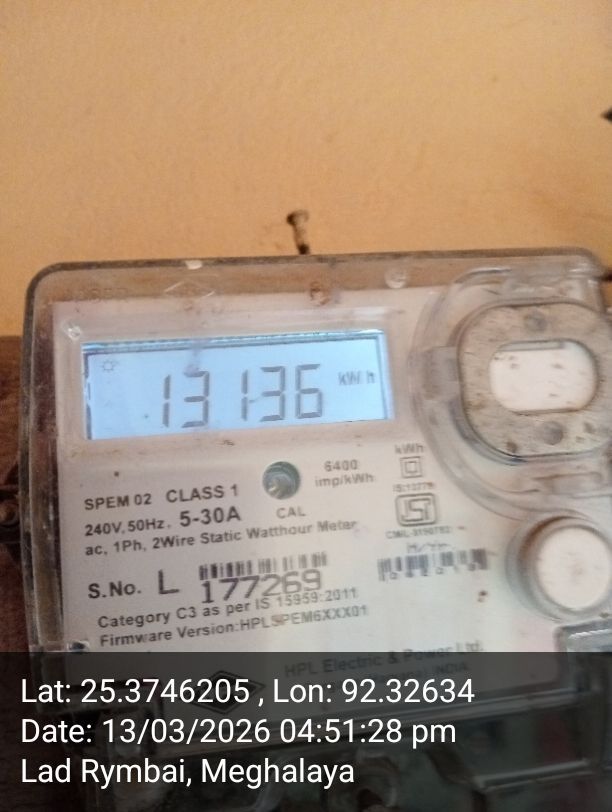 13136 kWh
6400
imp/kWh
kWh
SPEM 02 CLASS 1
CAL
240V, 50Hz, 5-30A
ac, 1Ph, 2Wire Static Watthour Meter
S.No. L 177269
Category C3 as per IS 15959:2011
Firmware Version:HPLSPEM6XXX01
HPL Electric & Power Ltd.
Lat: 25.3746205 , Lon: 92.32634
Date: 13/03/2026 04:51:28 pm
Lad Rymbai, Meghalaya